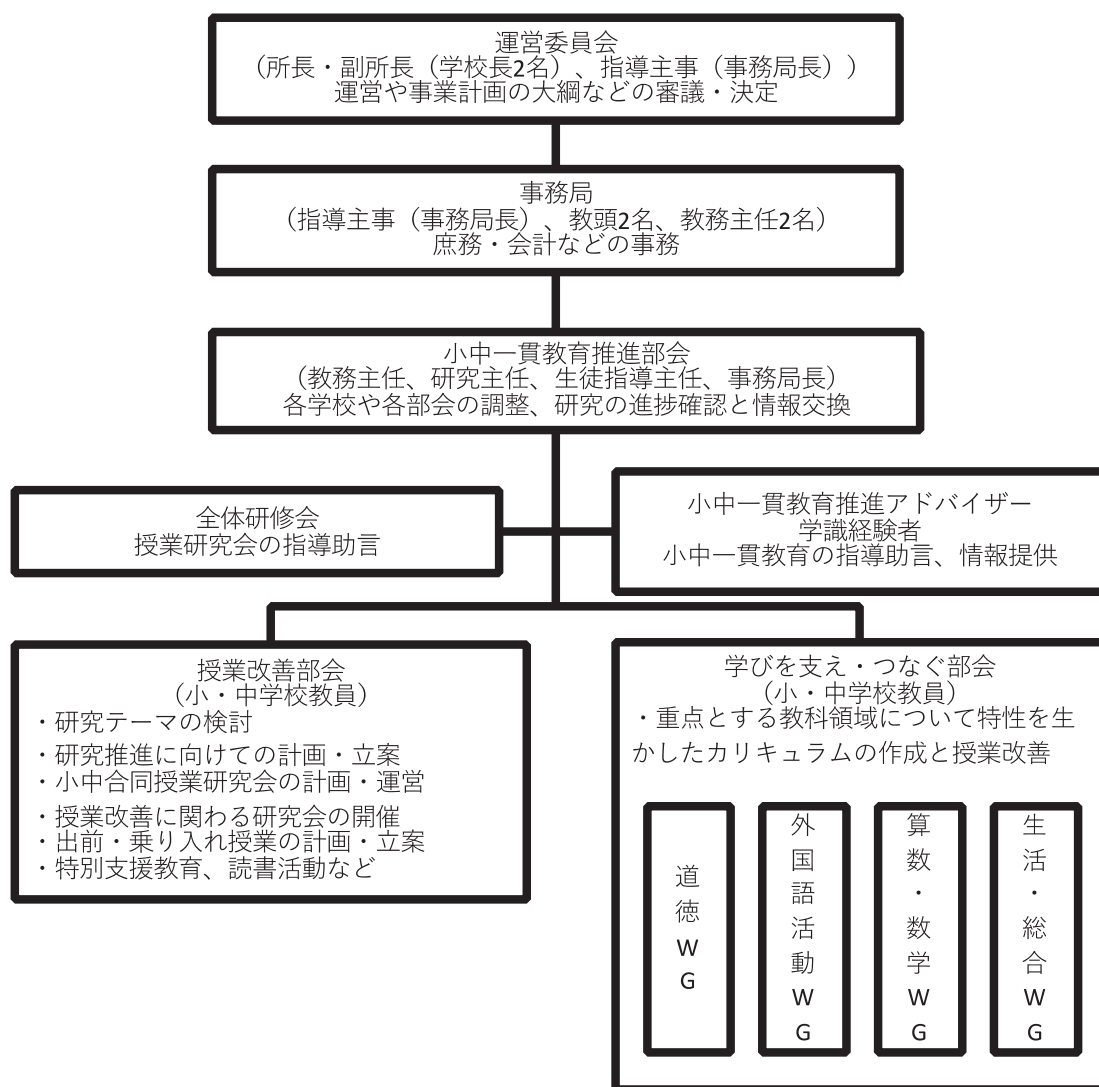 運営委員会
（所長・副所長（学校長2名）、指導主事（事務局長））
運営や事業計画の大綱などの審議・決定
事務局
（指導主事（事務局長）、教頭2名、教務主任2名）
庶務・会計などの事務
小中一貫教育推進部会
（教務主任、研究主任、生徒指導主任、事務局長）
各学校や各部会の調整、研究の進捗確認と情報交換
全体研修会
授業研究会の指導助言
小中一貫教育推進アドバイザー
学識経験者
小中一貫教育の指導助言、情報提供
授業改善部会
（小・中学校教員）
・研究テーマの検討
・研究推進に向けての計画・立案
・小中合同授業研究会の計画・運営
・授業改善に関わる研究会の開催
・出前・乗り入れ授業の計画・立案
・特別支援教育、読書活動など
学びを支え・つなぐ部会
（小・中学校教員）
・重点とする教科領域について特性を生
かしたカリキュラムの作成と授業改善
道徳WG
外国語活動WG
算数・数学WG
生活・総合WG